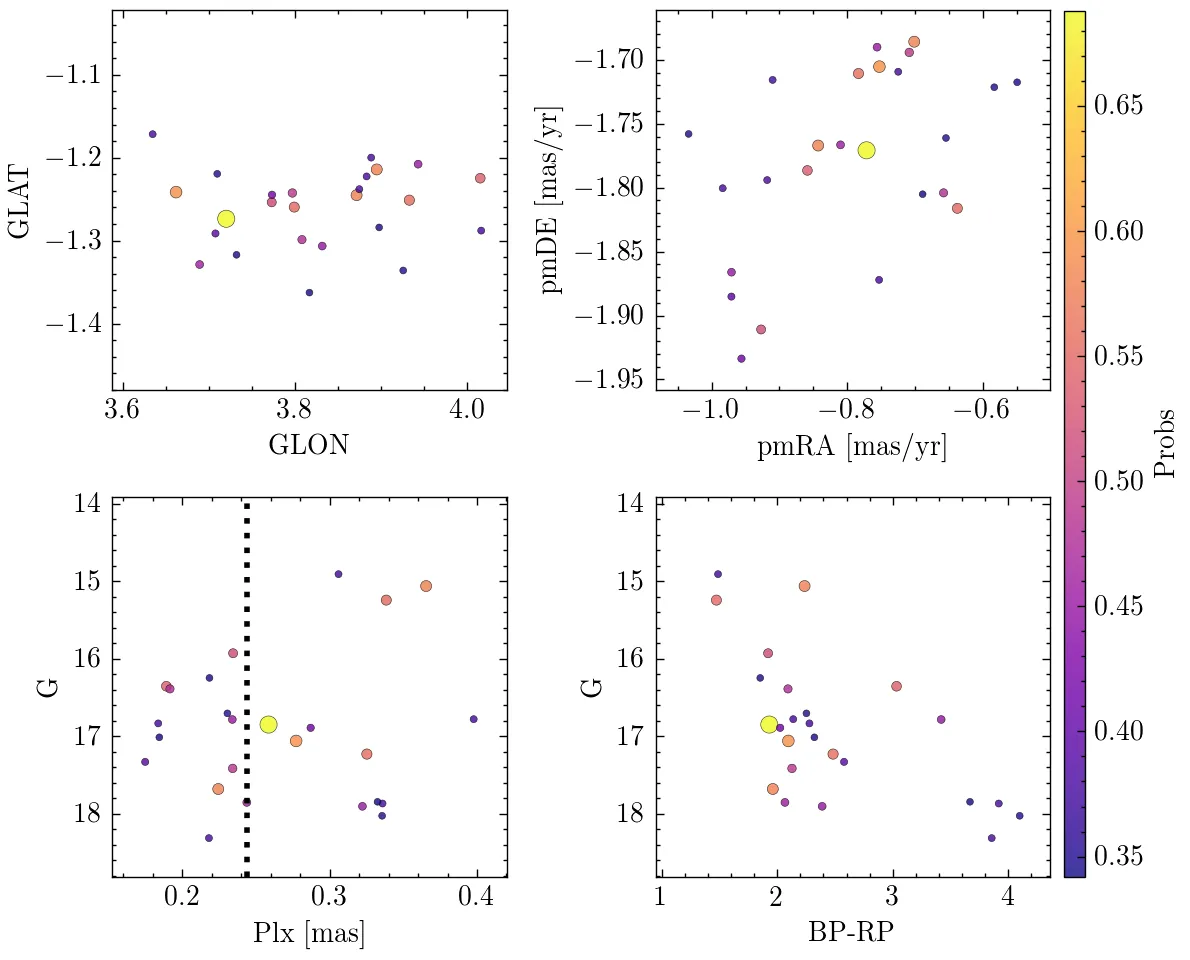 −1.1
−1.2
−1.3
−1.4
GLAT
3.6 3.8 4.0
GLON
−1.70
−1.75
−1.80
−1.85
−1.90
−1.95
pmDE [mas/yr]
−1.0 −0.8 −0.6
pmRA [mas/yr]
14
15
16
17
18
G
0.2 0.3 0.4
Plx [mas]
14
15
16
17
18
G
1 2 3 4
BP-RP
0.65
0.60
0.55
0.50
0.45
0.40
0.35
Probs